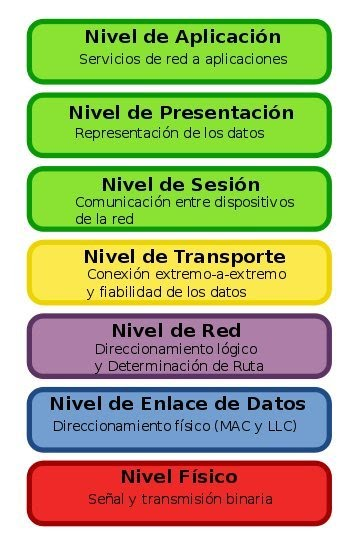 Nivel de Aplicación
Servicios de red a aplicaciones
Nivel de Presentación
Representación de los datos
Nivel de Sesión
Comunicación entre dispositivos
de la red
Nivel de Transporte
Conexión extremo-a-extremo
y fiabilidad de los datos
Nivel de Red
Direccionamiento lógico
y Determinación de Ruta
Nivel de Enlace de Datos
Direccionamiento físico (MAC y LLC)
Nivel Físico
Señal y transmisión binaria